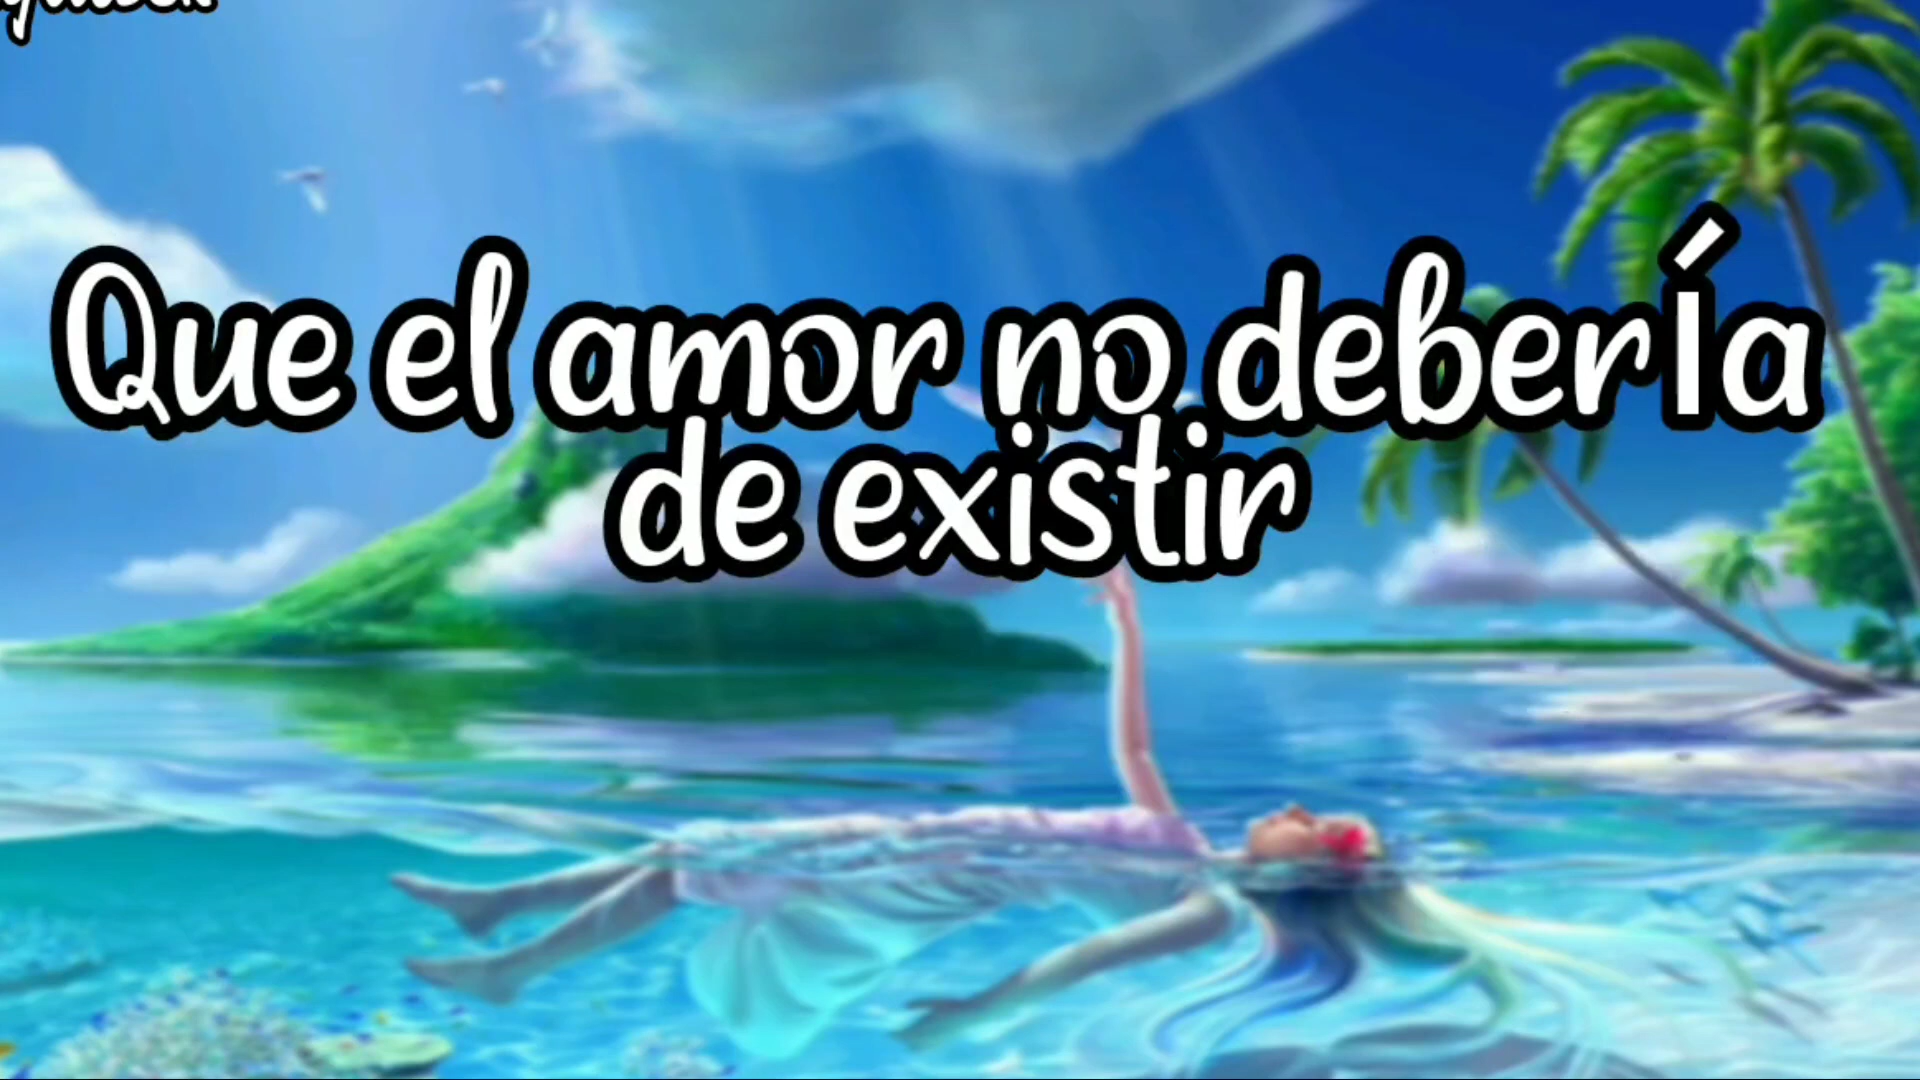 Que el amor no debería
de existir